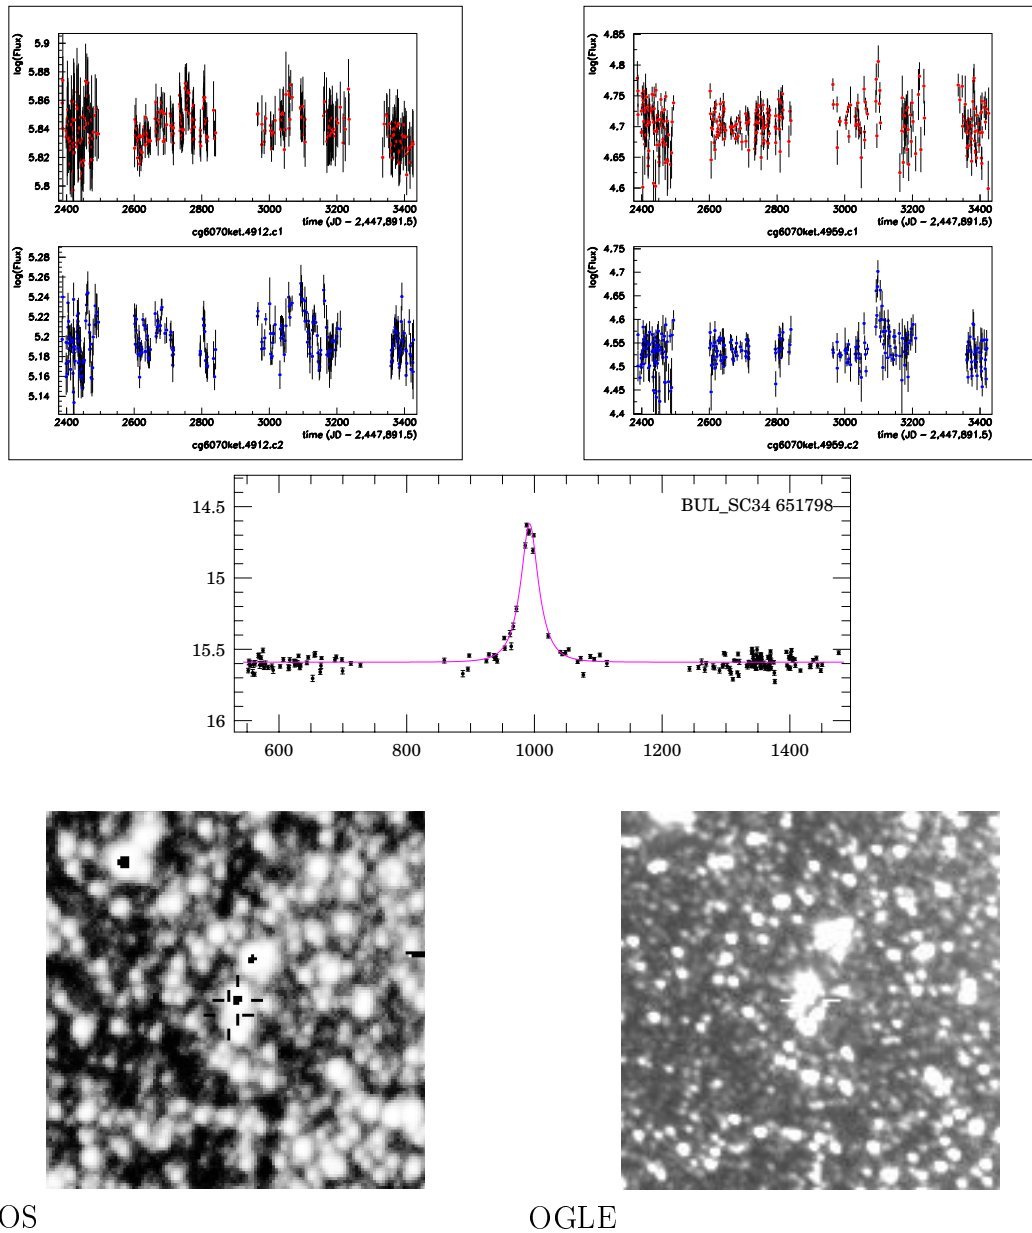 log(Flux)
5.9
5.88
5.86
5.84
5.82
5.8
2400 2600 2800 3000 3200 3400
time (JD - 2,447,891.5)
cg6070ket.4912.c1
log(Flux)
5.28
5.26
5.24
5.22
5.2
5.18
5.16
5.14
2400 2600 2800 3000 3200 3400
time (JD - 2,447,891.5)
cg6070ket.4912.c2
log(Flux)
4.85
4.8
4.75
4.7
4.65
4.6
2400 2600 2800 3000 3200 3400
time (JD - 2,447,891.5)
cg6070ket.4959.c1
log(Flux)
4.75
4.7
4.65
4.6
4.55
4.5
4.45
4.4
2400 2600 2800 3000 3200 3400
time (JD - 2,447,891.5)
cg6070ket.4959.c2
BUL_SC34 651798
14.5
15
15.5
16
600 800 1000 1200 1400
OS
OGLE